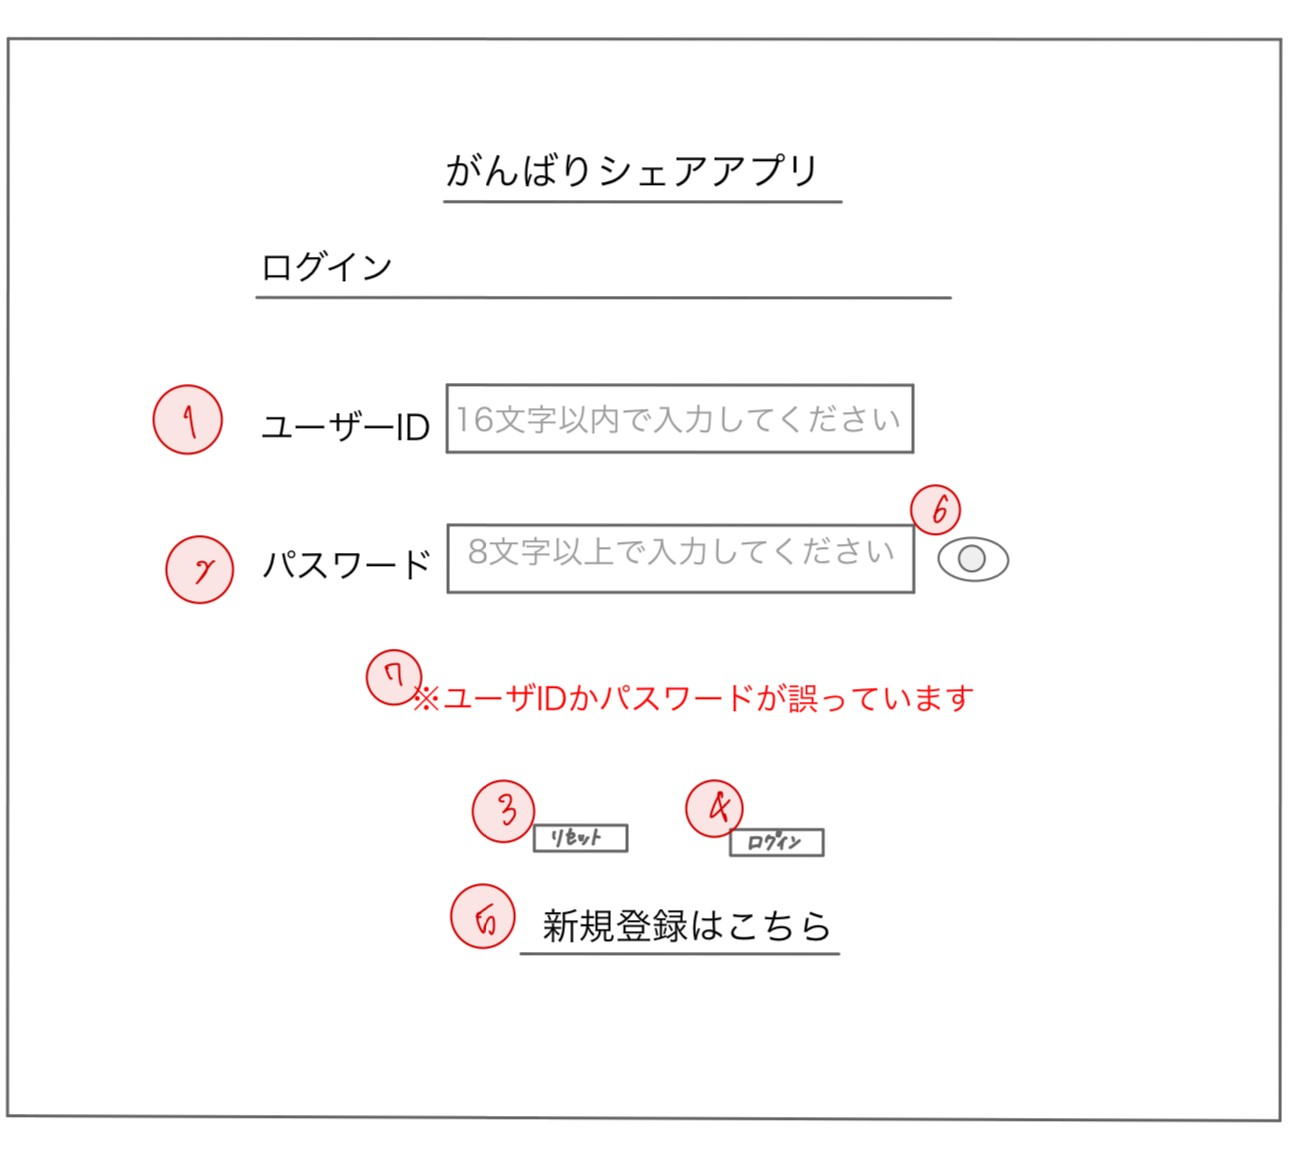 がんばりシェアアプリ
ログイン
1 ユーザーID 16文字以内で入力してください
6
2 パスワード 8文字以上で入力してください
7 ※ユーザIDかパスワードが誤っています
3 リセット 4 ログイン
5 新規登録はこちら